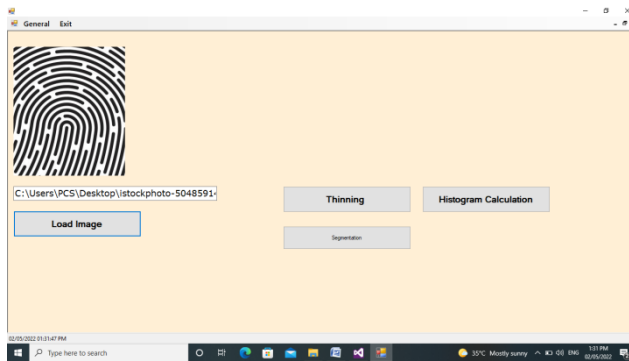 General Exit
C:\Users\PCS\Desktop\istockphoto-5048591
Thinning
Histogram Calculation
Load Image
Segmentation
02/05/2022 01:31:47 PM
Type here to search
35°C Mostly sunny
ENG
1:31 PM
02/05/2022